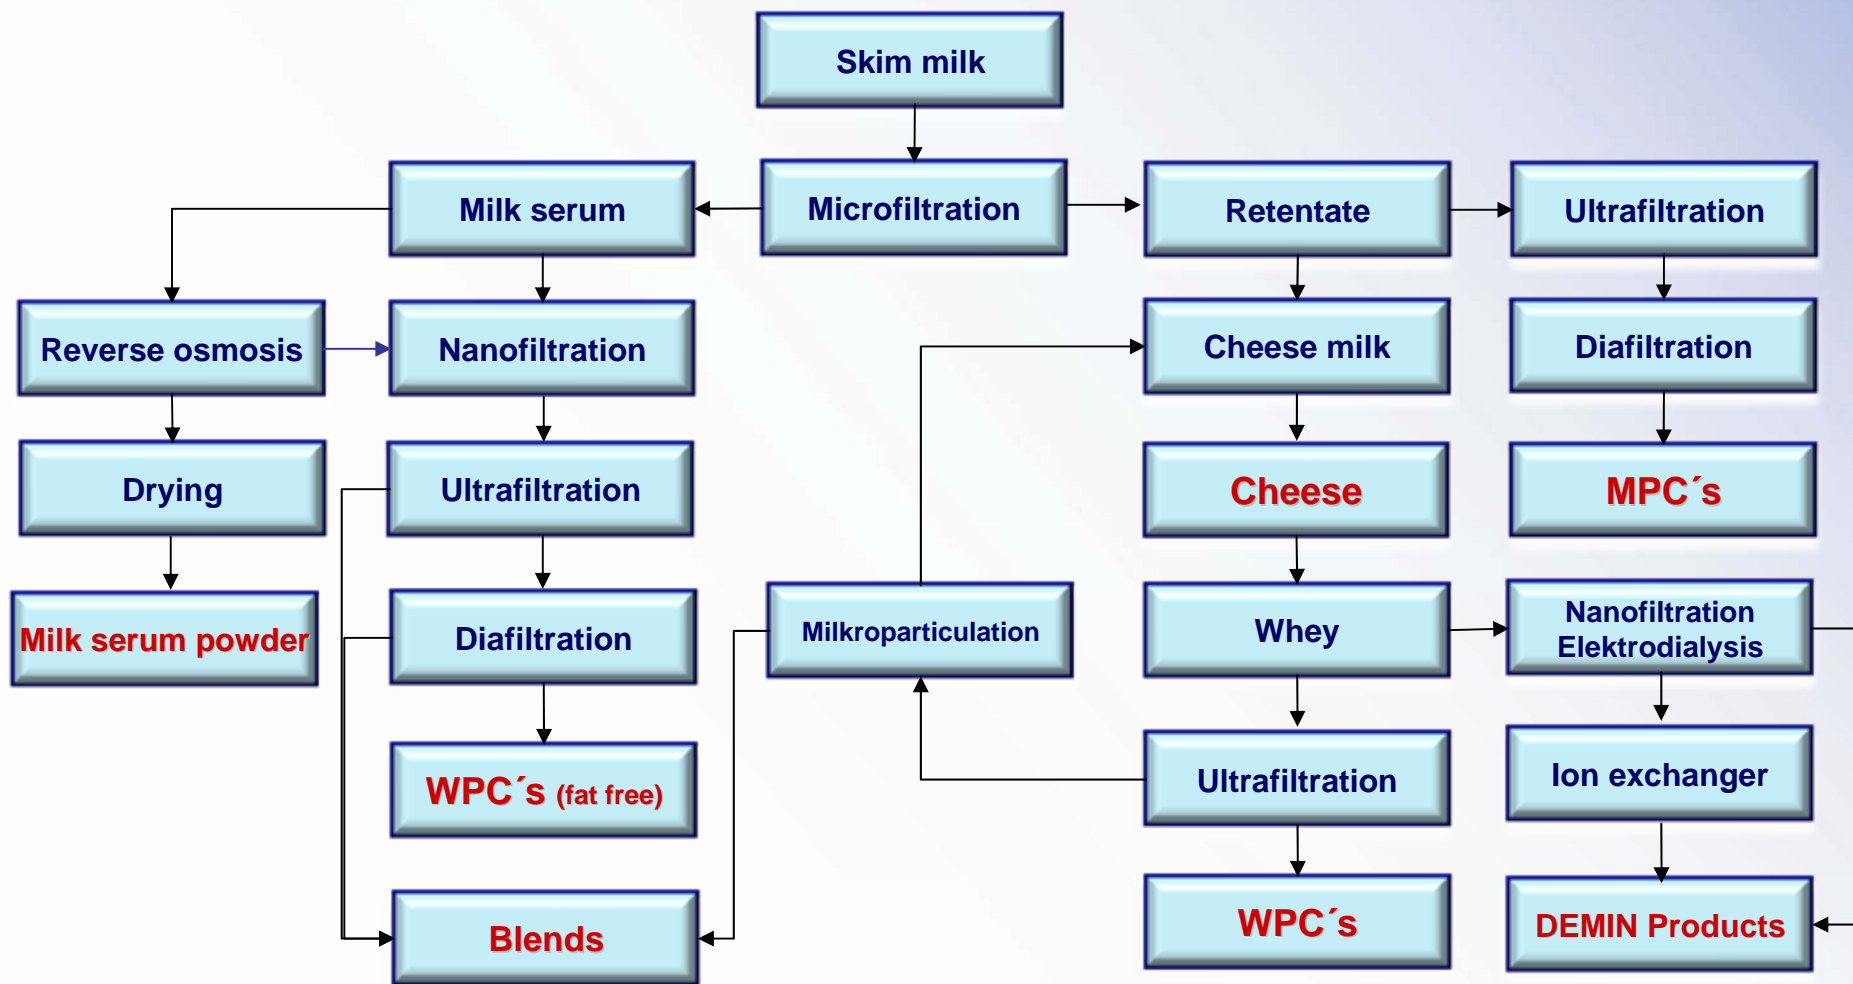 Skim milk
Milk serum
Microfiltration
Retentate
Ultrafiltration
Reverse osmosis
Nanofiltration
Cheese milk
Diafiltration
Drying
Ultrafiltration
Cheese
MPC´s
Milk serum powder
Diafiltration
Milkroparticulation
Whey
Nanofiltration
Elektrodialysis
WPC´s (fat free)
Ultrafiltration
Ion exchanger
Blends
WPC´s
DEMIN Products